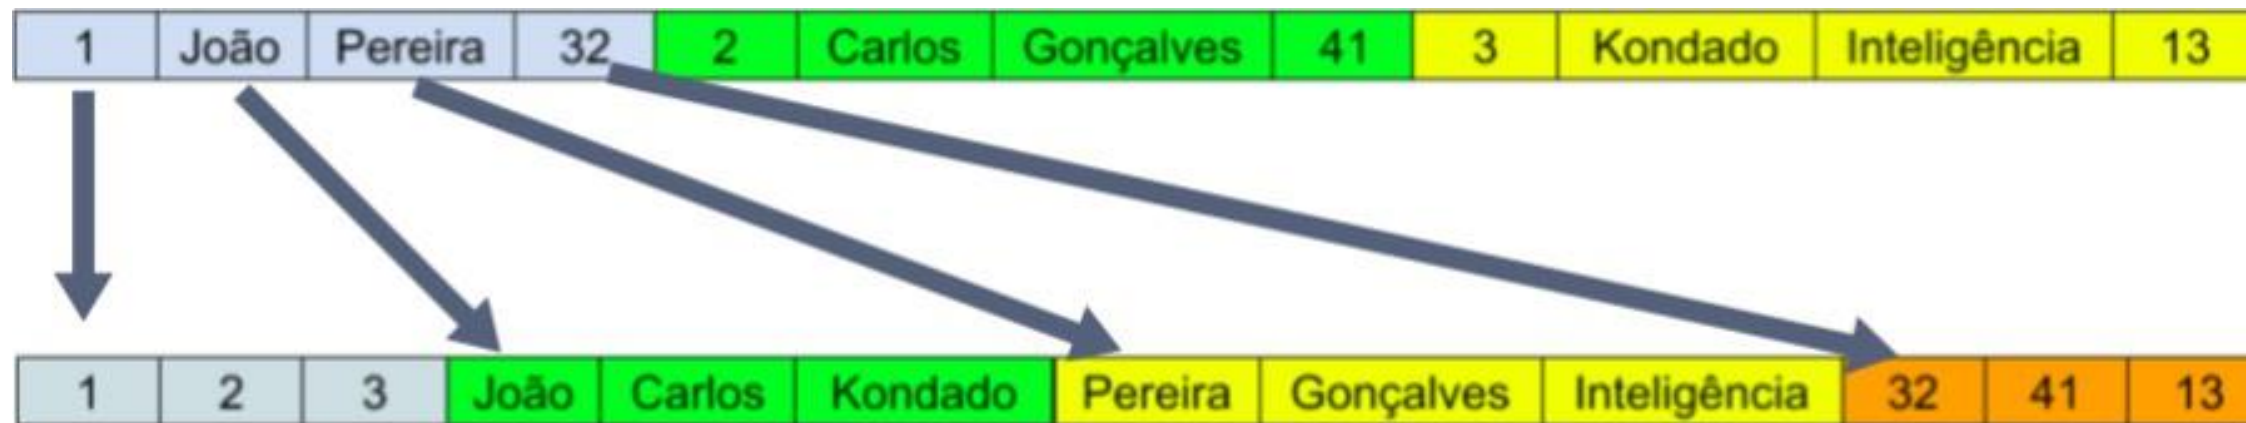 1 João Pereira 32 2 Carlos Gonçalves 41 3 Kondado Inteligência 13
1 2 3 João Carlos Kondado Pereira Gonçalves Inteligência 32 41 13